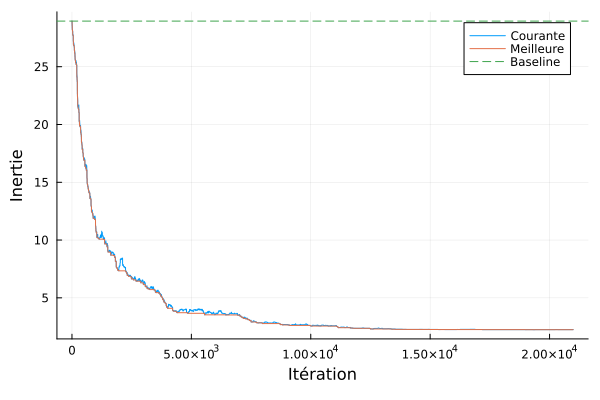 Courante
Meilleure
Baseline
Inertie
25
20
15
10
5
0
5.00×10³
1.00×10⁴
1.50×10⁴
2.00×10⁴
Itération